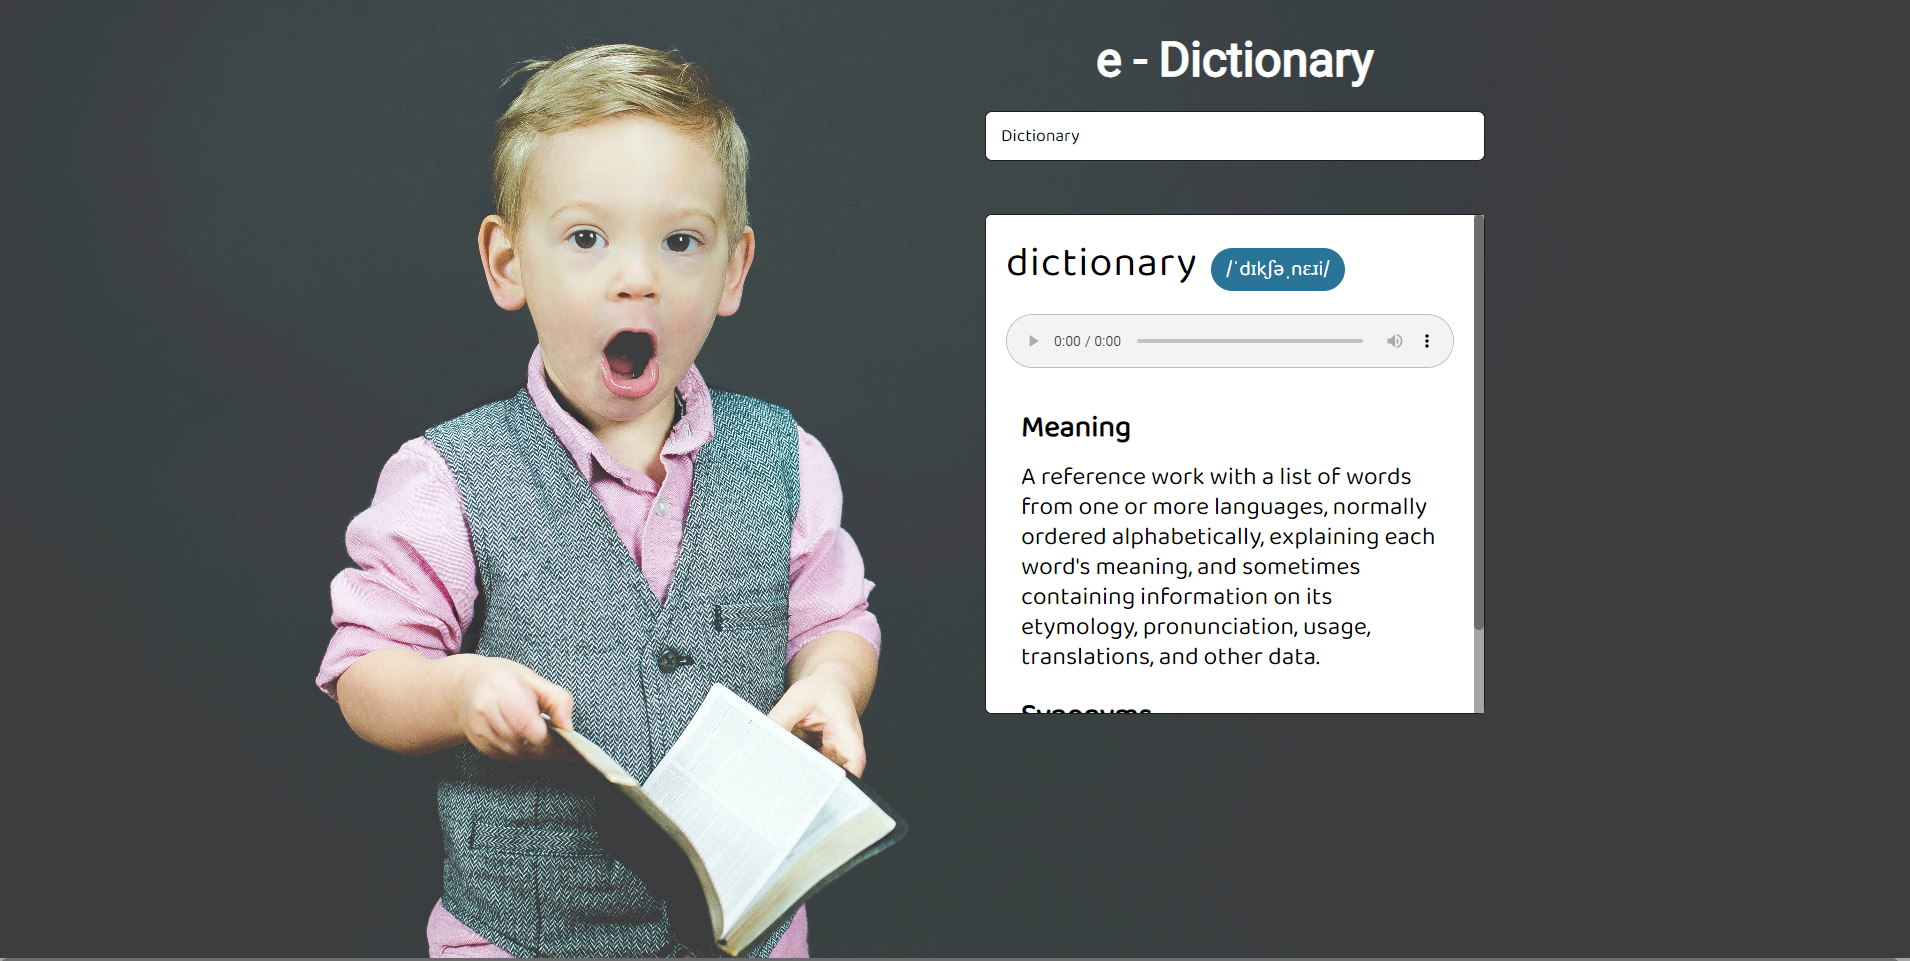 e - Dictionary
Dictionary
dictionary /ˈdɪkʃəˌnɛɹi/
0:00 / 0:00
Meaning
A reference work with a list of words
from one or more languages, normally
ordered alphabetically, explaining each
word's meaning, and sometimes
containing information on its
etymology, pronunciation, usage,
translations, and other data.
Synonyms